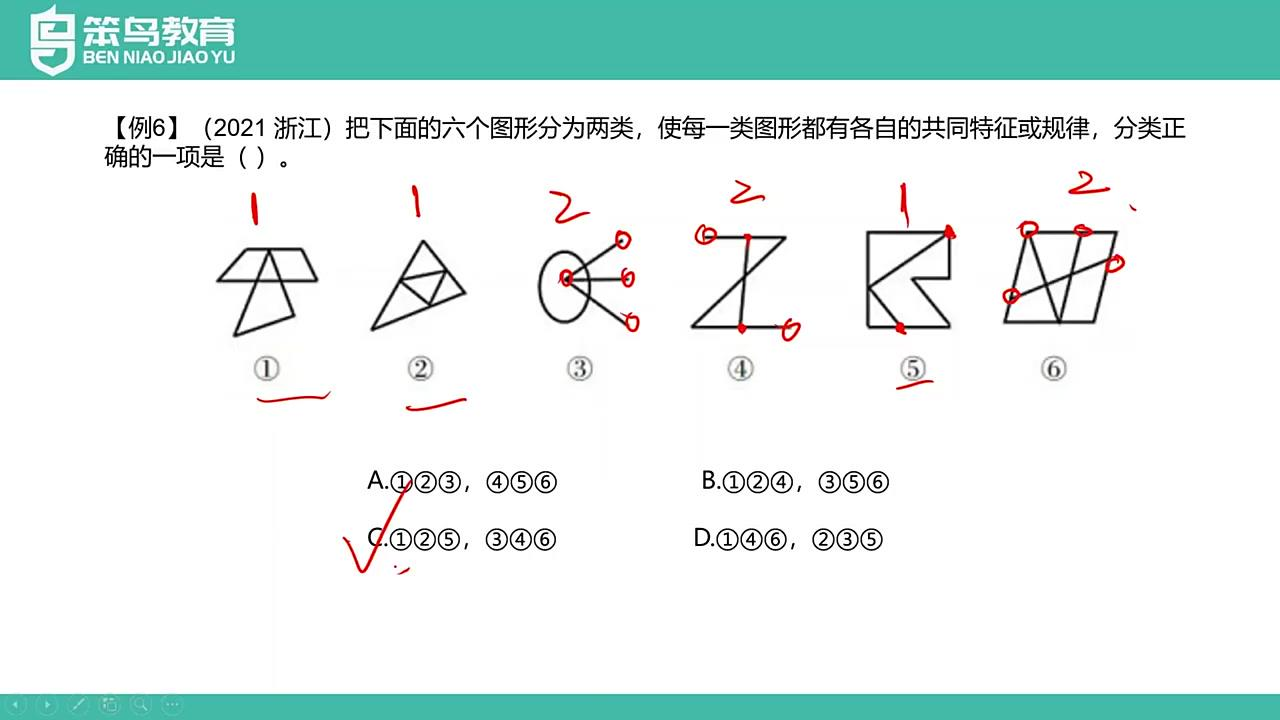 笨鸟教育
BEN NIAO JIAO YU
【例6】（2021 浙江）把下面的六个图形分为两类，使每一类图形都有各自的共同特征或规律，分类正
确的一项是（ ）。
1 1 2 2 1 2
① ② ③ ④ ⑤ ⑥
A.①②③，④⑤⑥ B.①②④，③⑤⑥
C.①②⑤，③④⑥ D.①④⑥，②③⑤